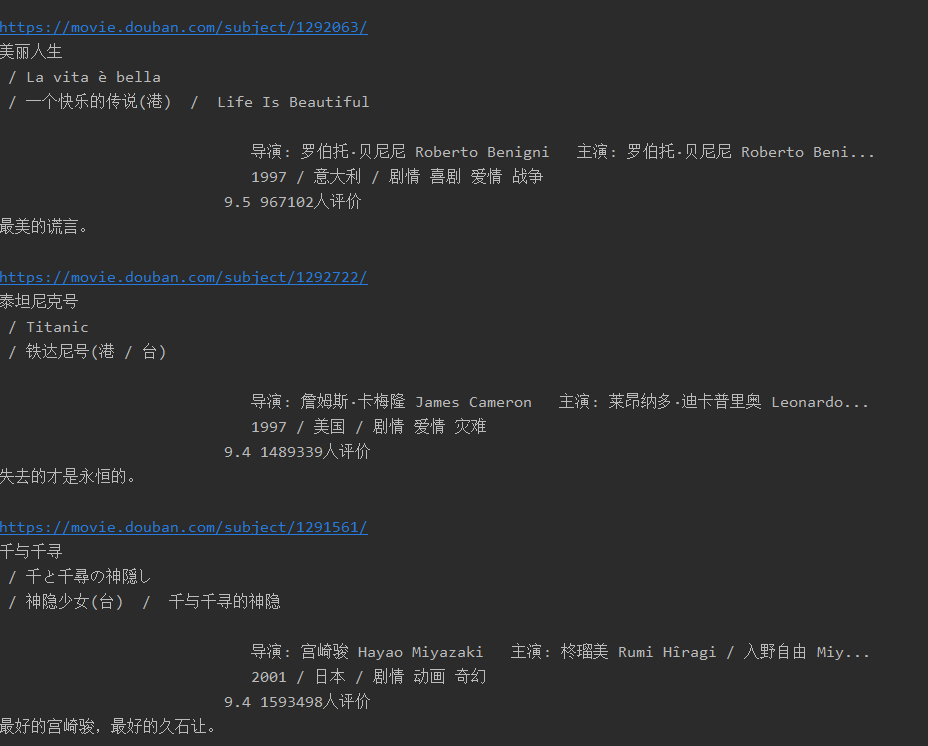 https://movie.douban.com/subject/1292063/
美丽人生
/ La vita è bella
/ 一个快乐的传说(港) / Life Is Beautiful
导演: 罗伯托·贝尼尼 Roberto Benigni 主演: 罗伯托·贝尼尼 Roberto Beni...
1997 / 意大利 / 剧情 喜剧 爱情 战争
9.5 967102人评价
最美的谎言。
https://movie.douban.com/subject/1292722/
泰坦尼克号
/ Titanic
/ 铁达尼号(港 / 台)
导演: 詹姆斯·卡梅隆 James Cameron 主演: 莱昂纳多·迪卡普里奥 Leonardo...
1997 / 美国 / 剧情 爱情 灾难
9.4 1489339人评价
失去的才是永恒的。
https://movie.douban.com/subject/1291561/
千与千寻
/ 千と千尋の神隠し
/ 神隐少女(台) / 千与千寻的神隐
导演: 宫崎骏 Hayao Miyazaki 主演: 柊瑠美 Rumi Hîragi / 入野自由 Miy...
2001 / 日本 / 剧情 动画 奇幻
9.4 1593498人评价
最好的宫崎骏，最好的久石让。